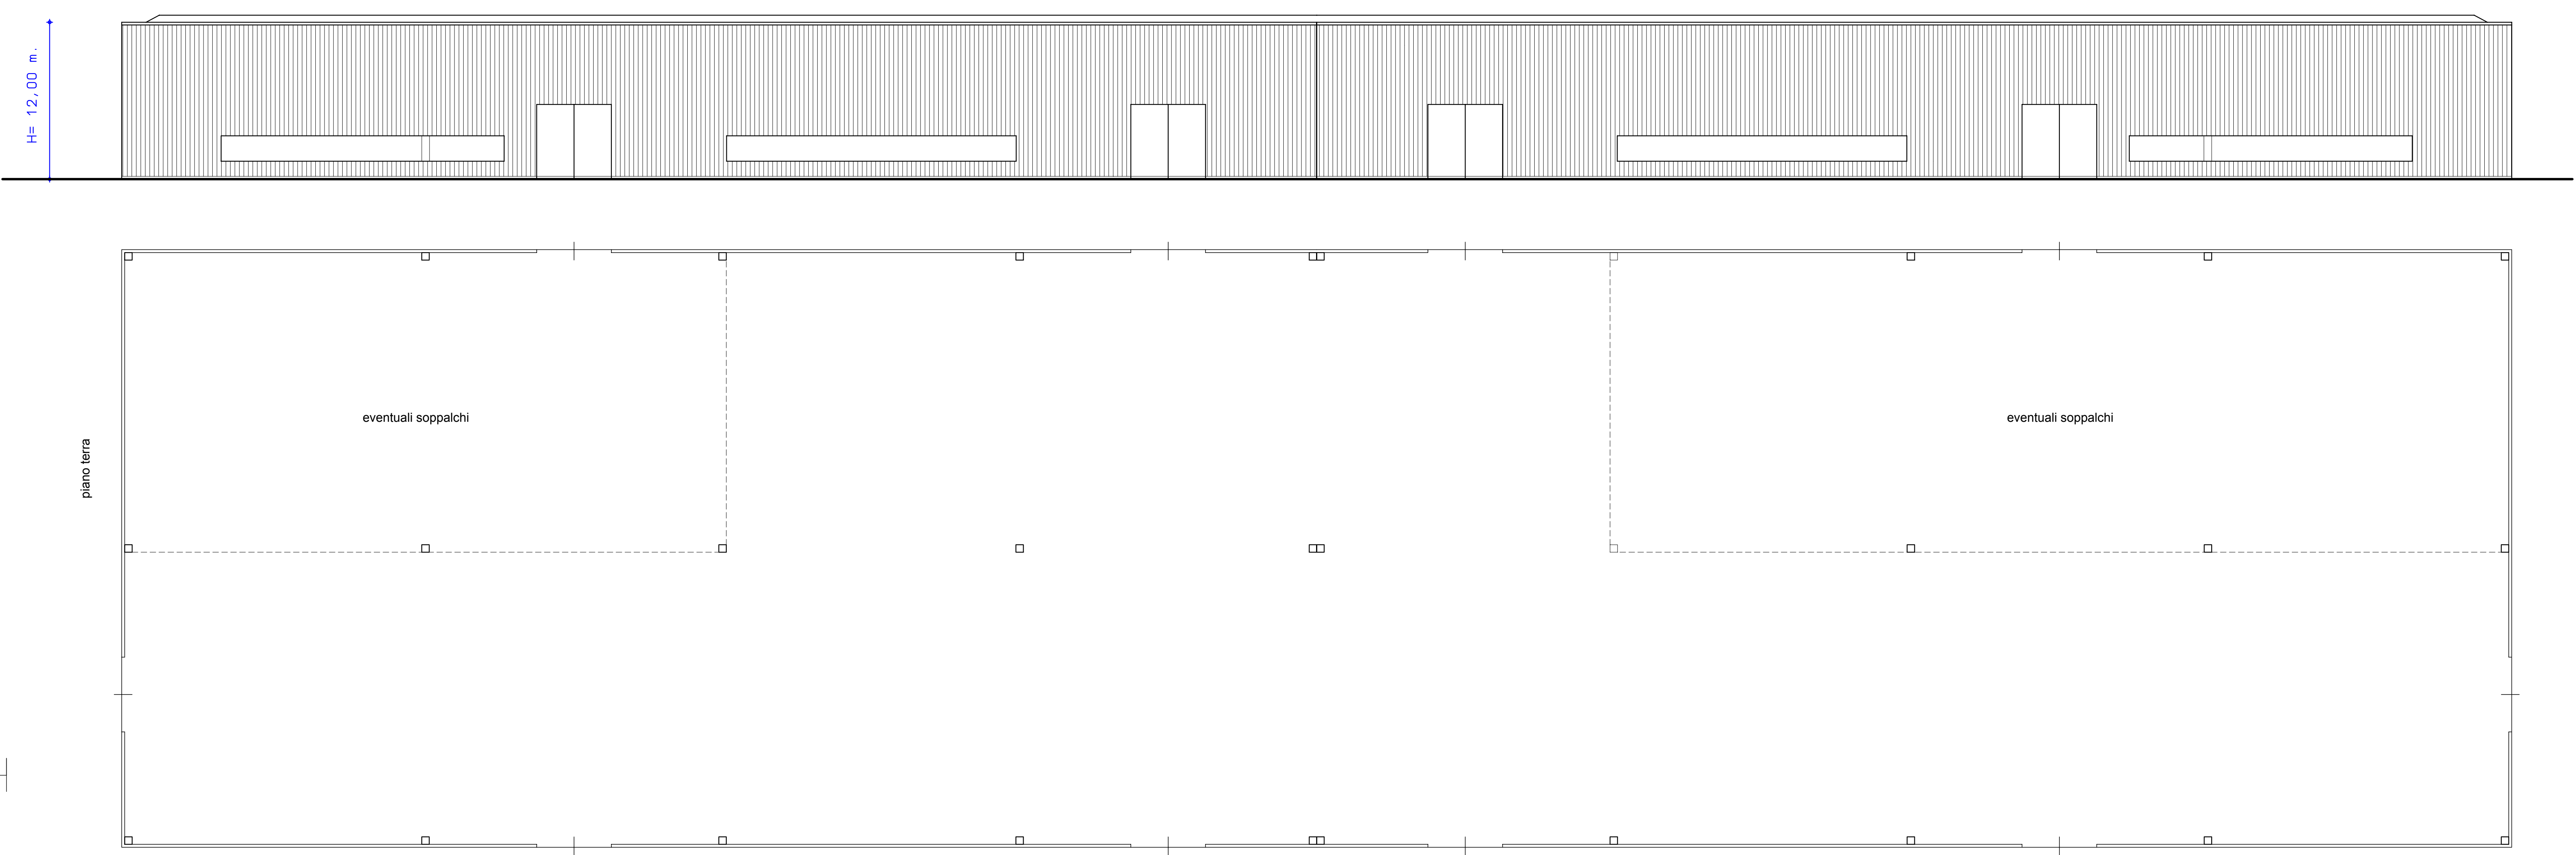 H= 12,00 m.
eventuali soppalchi
eventuali soppalchi
piano terra